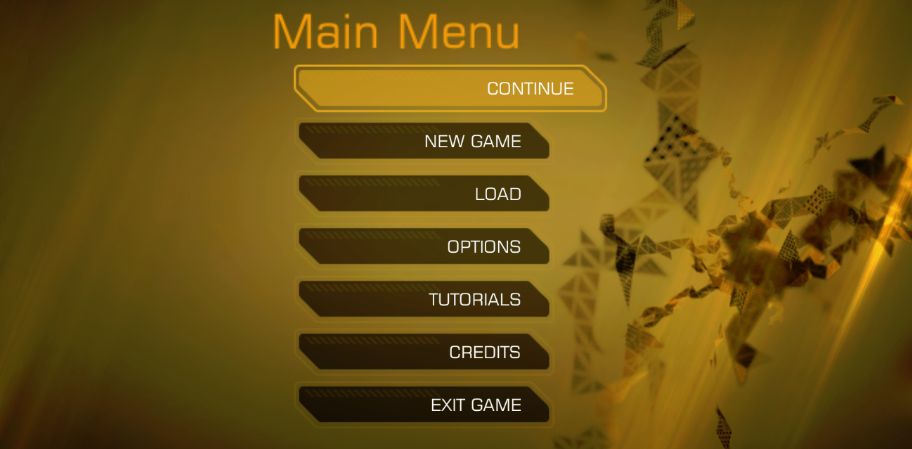 Main Menu
CONTINUE
NEW GAME
LOAD
OPTIONS
TUTORIALS
CREDITS
EXIT GAME